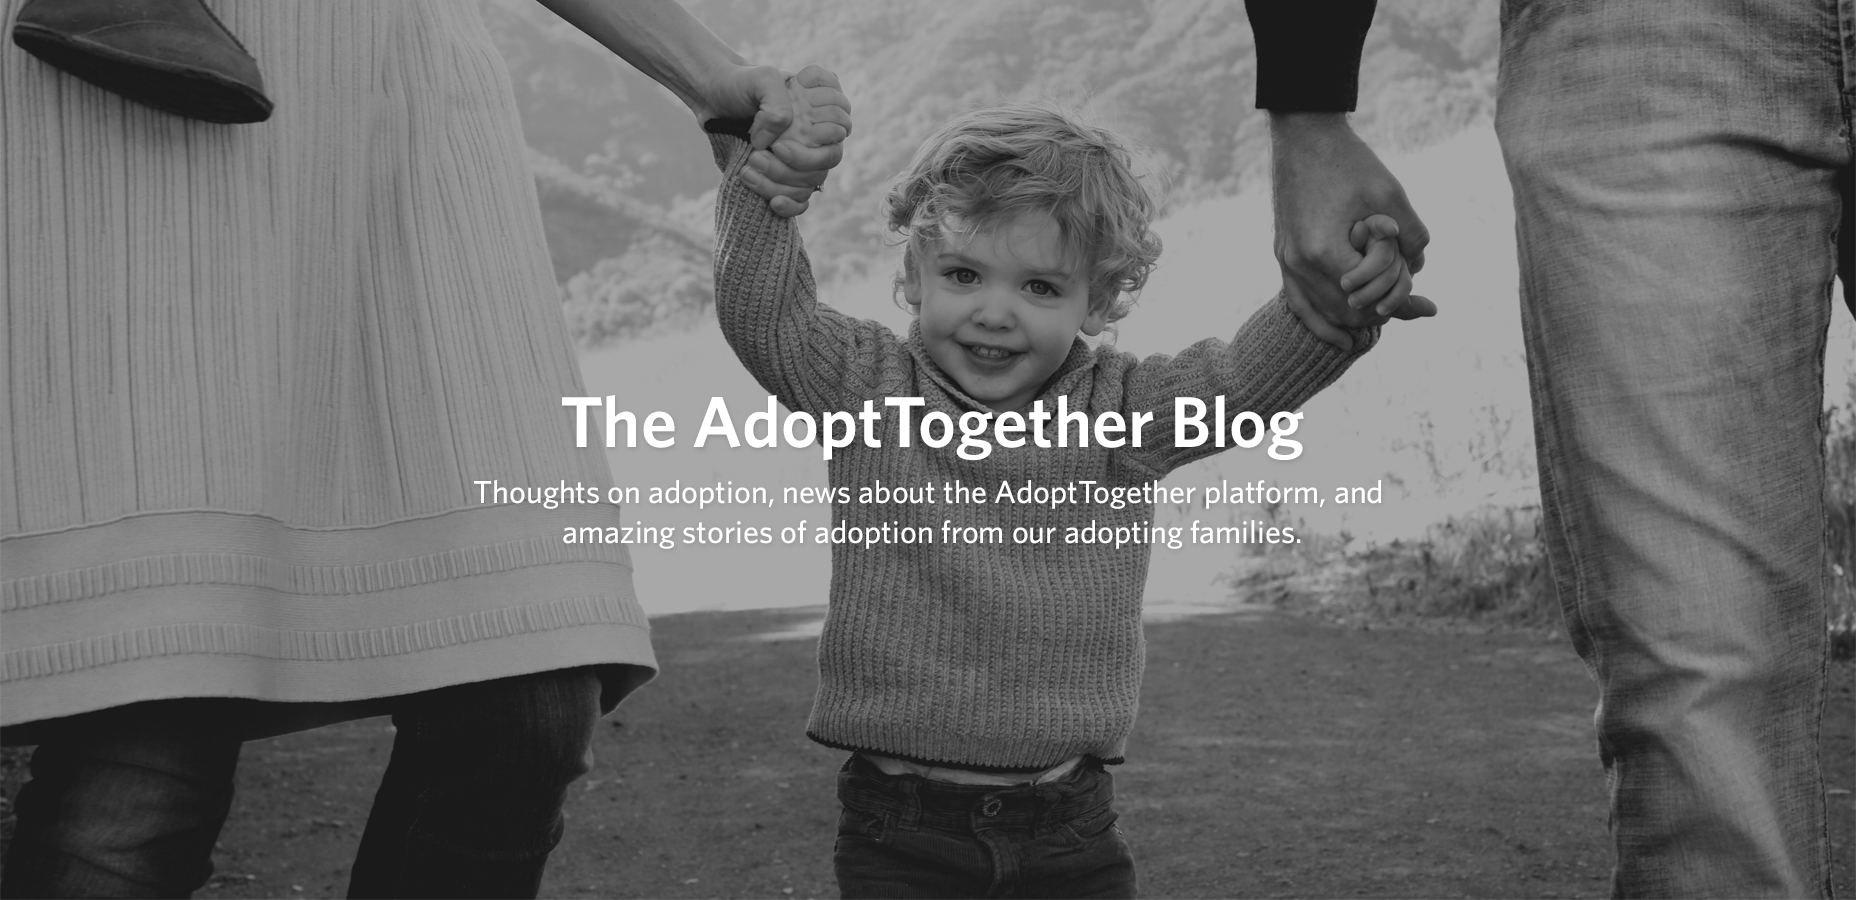 The AdoptTogether Blog
Thoughts on adoption, news about the AdoptTogether platform, and
amazing stories of adoption from our adopting families.